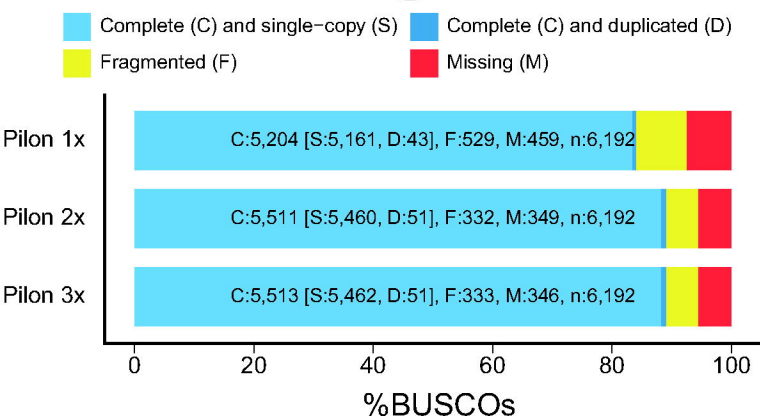 Complete (C) and single−copy (S) Complete (C) and duplicated (D)
Fragmented (F) Missing (M)
Pilon 1x C:5,204 [S:5,161, D:43], F:529, M:459, n:6,192
Pilon 2x C:5,511 [S:5,460, D:51], F:332, M:349, n:6,192
Pilon 3x C:5,513 [S:5,462, D:51], F:333, M:346, n:6,192
0 20 40 60 80 100
%BUSCOs